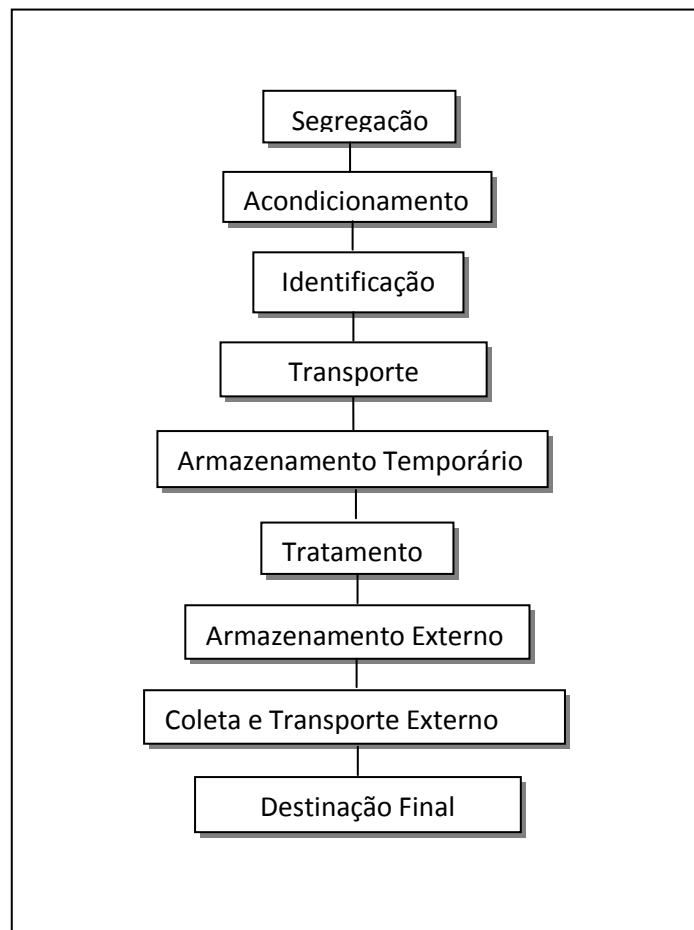 Segregação
Acondicionamento
Identificação
Transporte
Armazenamento Temporário
Tratamento
Armazenamento Externo
Coleta e Transporte Externo
Destinação Final